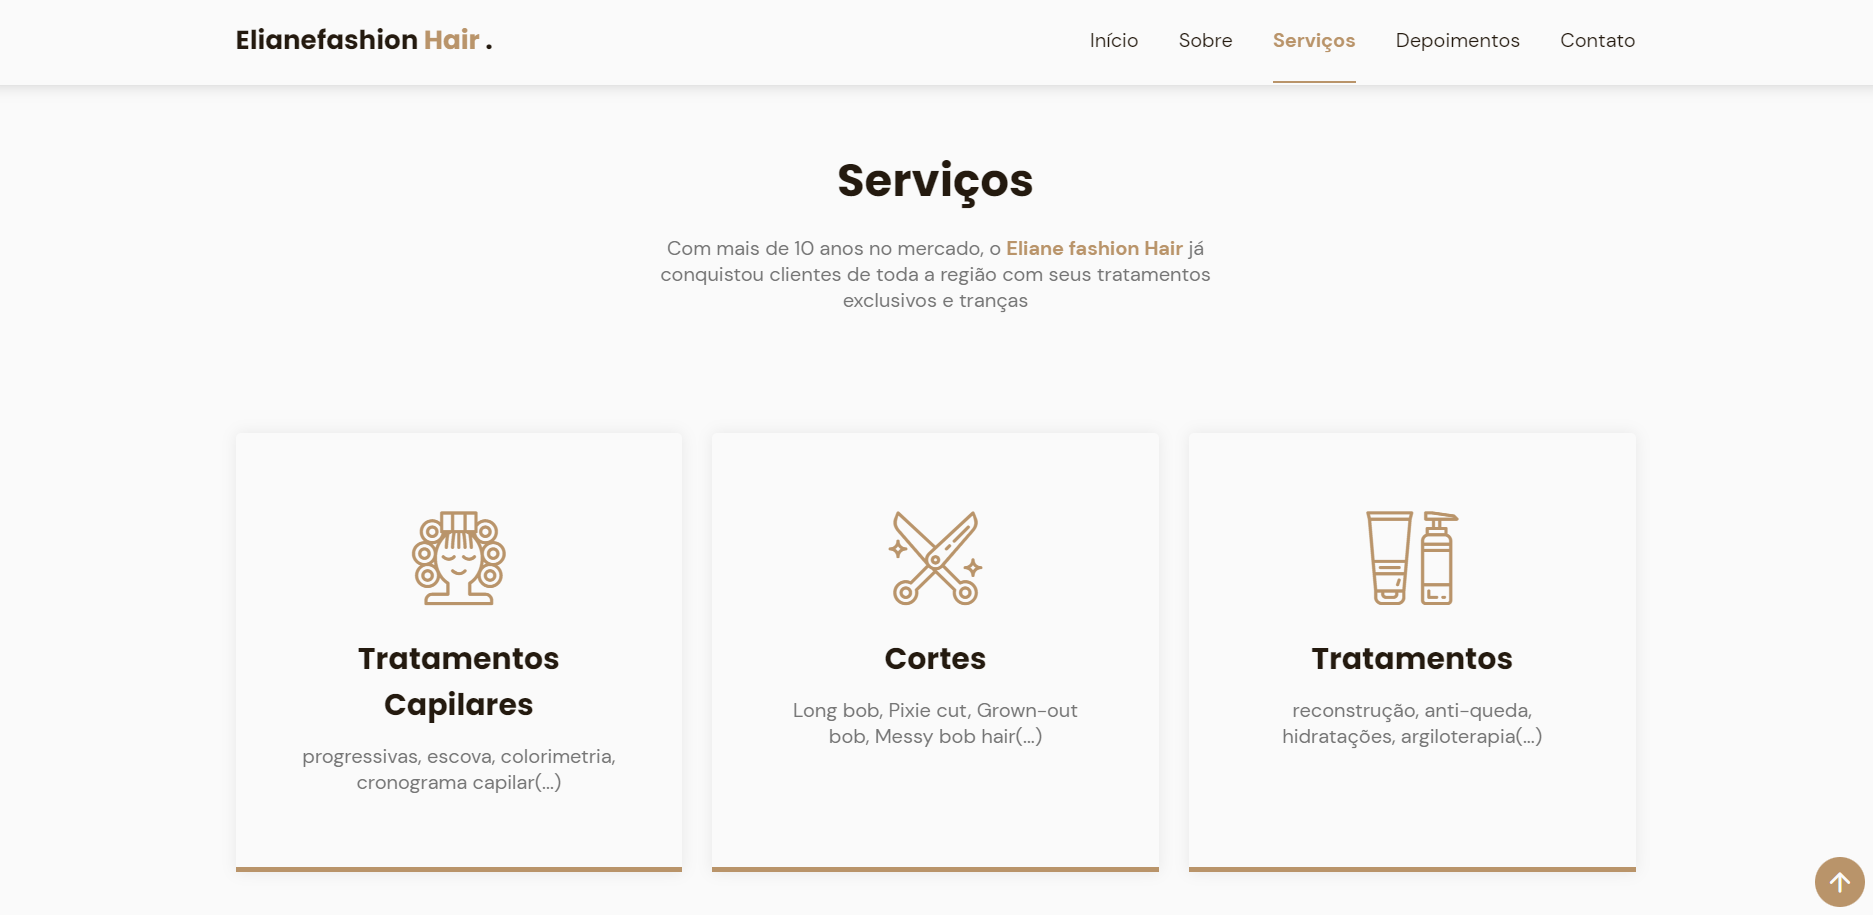 Elianefashion Hair .
Início Sobre Serviços Depoimentos Contato
Serviços
Com mais de 10 anos no mercado, o Eliane fashion Hair já
conquistou clientes de toda a região com seus tratamentos
exclusivos e tranças
Tratamentos
Capilares
progressivas, escova, colorimetria,
cronograma capilar(...)
Cortes
Long bob, Pixie cut, Grown-out
bob, Messy bob hair(...)
Tratamentos
reconstrução, anti-queda,
hidratações, argiloterapia(...)